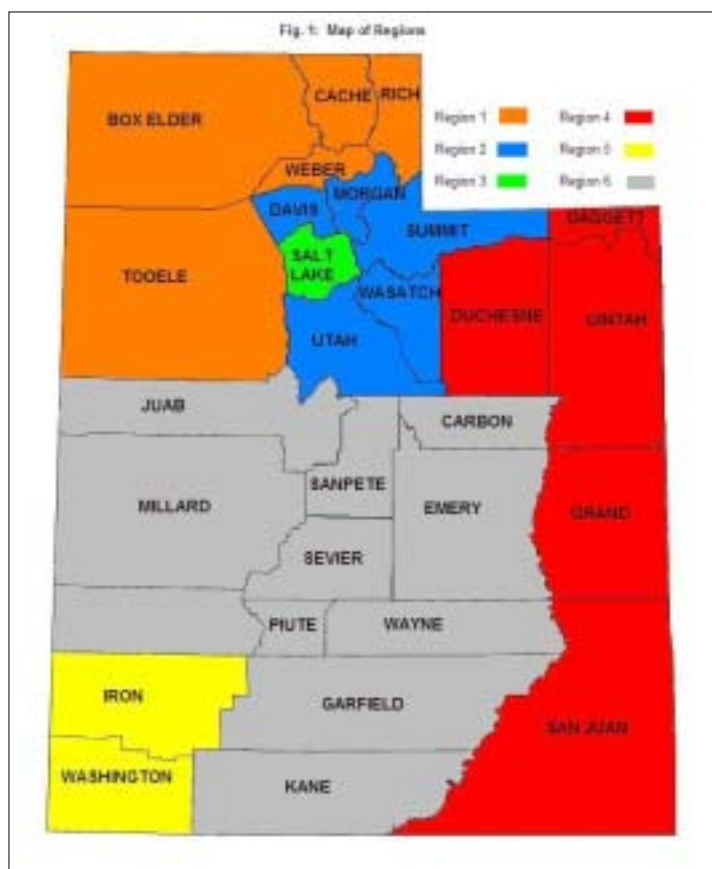 Fig. 1: Map of Regions
CACHE
RICH
BOX ELDER
Region 1
Region 4
Region 2
Region 5
Region 3
Region 6
WEBER
MORGAN
DAVIS
DAGGETT
SUMMIT
SALT
LAKE
TOOELE
WASATCH
DUCHESNE
UINTAH
UTAH
JUAB
CARBON
SANPETE
MILLARD
EMERY
GRAND
SEVIER
PIUTE
WAYNE
IRON
GARFIELD
SAN JUAN
WASHINGTON
KANE